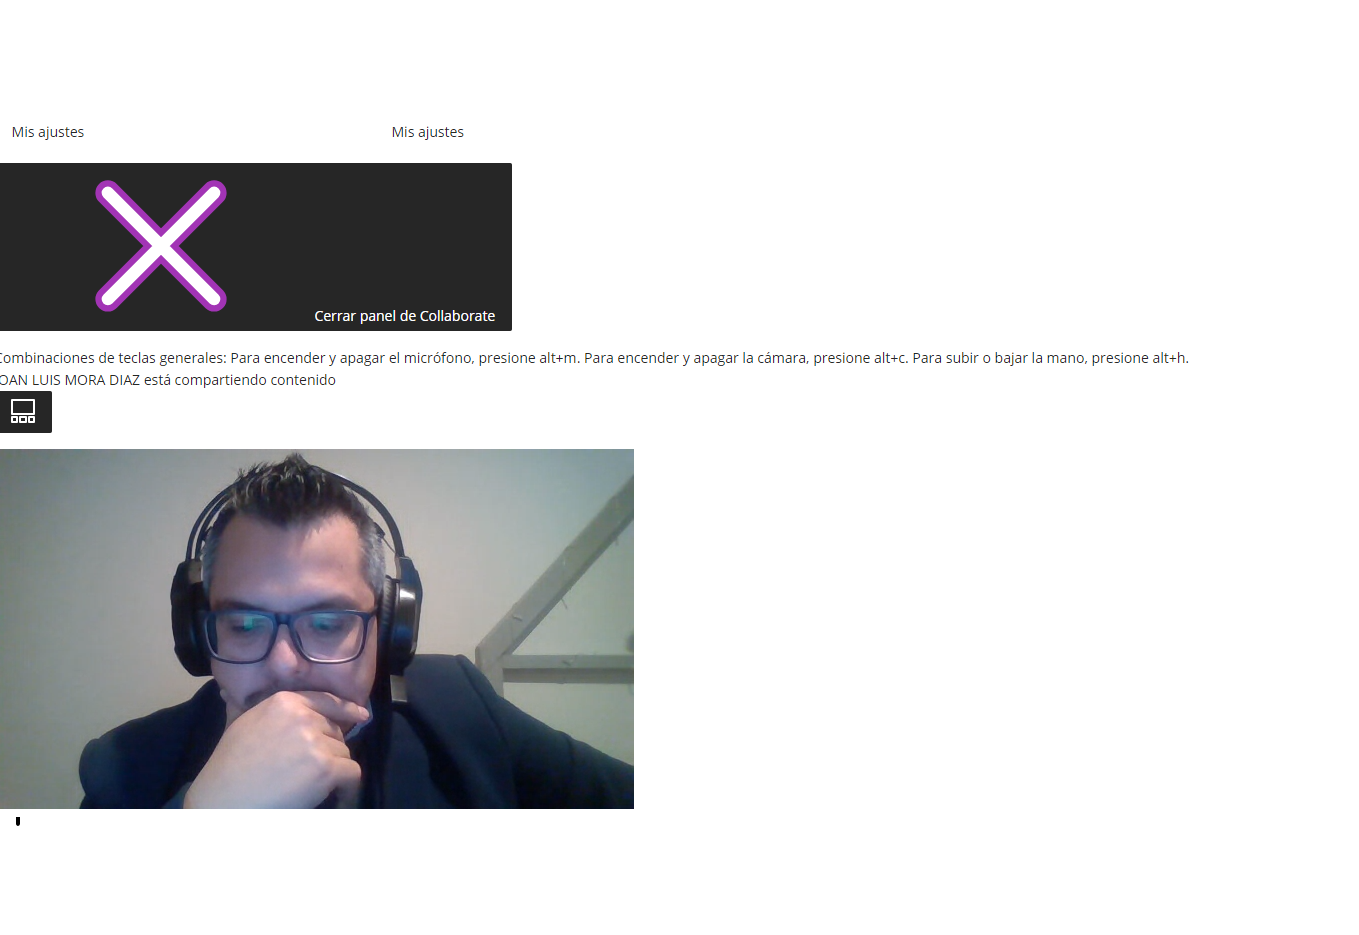 Mis ajustes Mis ajustes
Cerrar panel de Collaborate
Combinaciones de teclas generales: Para encender y apagar el micrófono, presione alt+m. Para encender y apagar la cámara, presione alt+c. Para subir o bajar la mano, presione alt+h.
OAN LUIS MORA DIAZ está compartiendo contenido